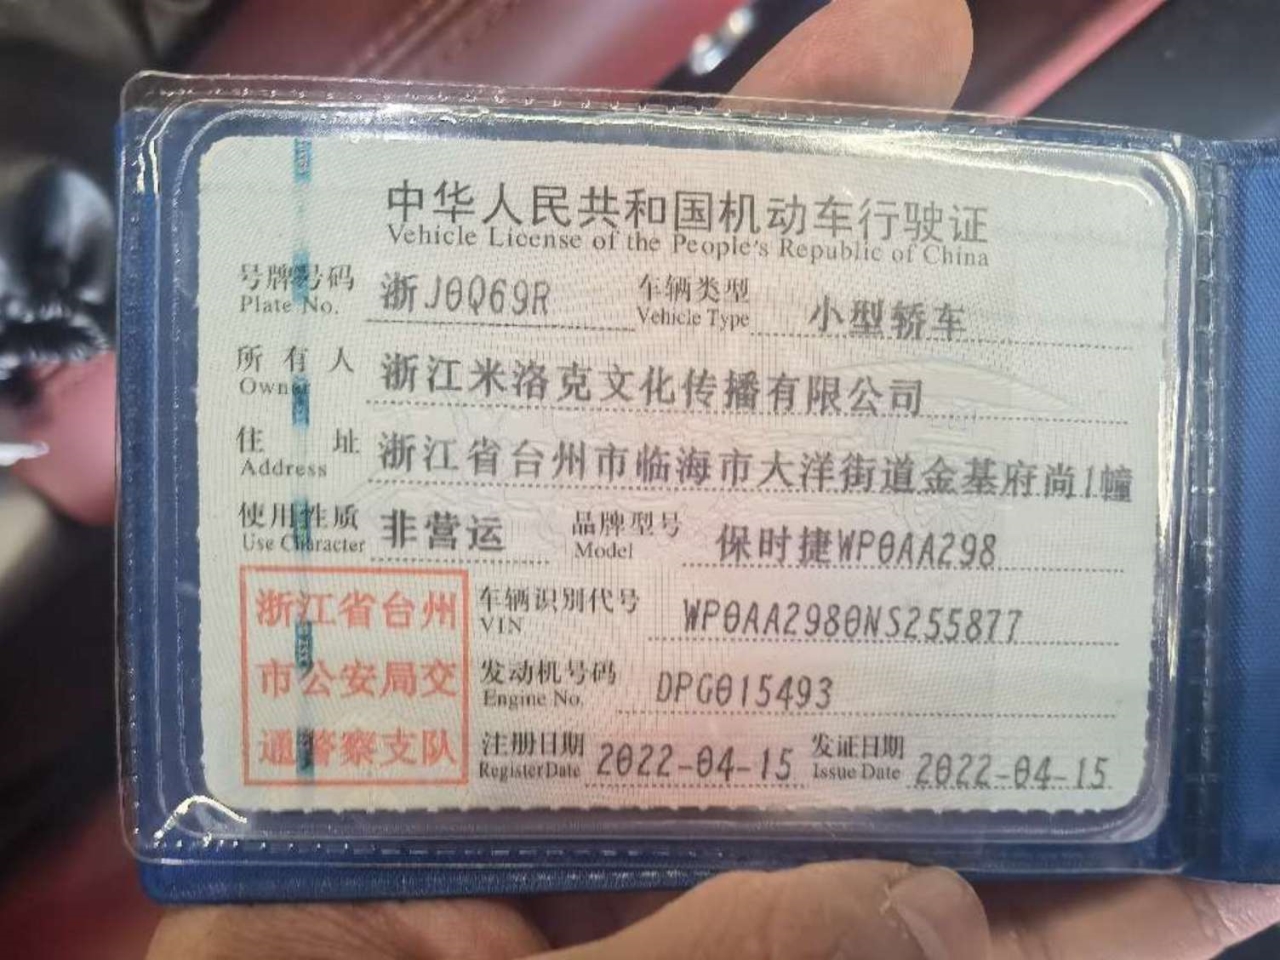 中华人民共和国机动车行驶证
Vehicle License of the People's Republic of China
号牌号码 浙J0Q69R 车辆类型 小型轿车
Plate No. Vehicle Type
所有人 浙江米洛克文化传播有限公司
Owner
住址 浙江省台州市临海市大洋街道金基府尚1幢
Address
使用性质 非营运 品牌型号 保时捷WP0AA298
Use Character Model
浙江省台州
市公安局交
通警察支队
车辆识别代号 WP0AA2980NS255877
VIN
发动机号码 DPG015493
Engine No.
注册日期 2022-04-15 发证日期 2022-04-15
Register Date Issue Date